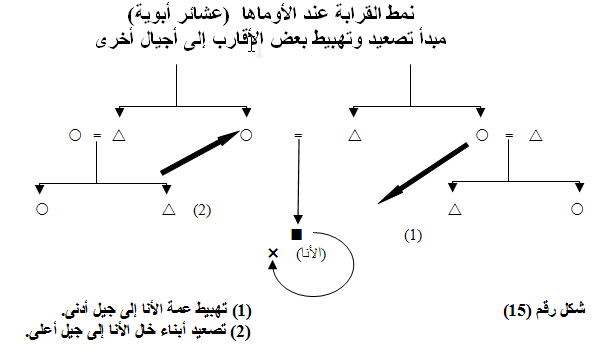 نمط القرابة عند الأوماها (عشائر أبوية)
مبدأ تصعيد وتهبيط بعض الأقارب إلى أجيال أخرى
= = =
(2)
(1)
(الأنا)
×
شكل رقم (15)
(1) تهبيط عمة الأنا إلى جيل أدنى.
(2) تصعيد أبناء خال الأنا إلى جيل أعلى.